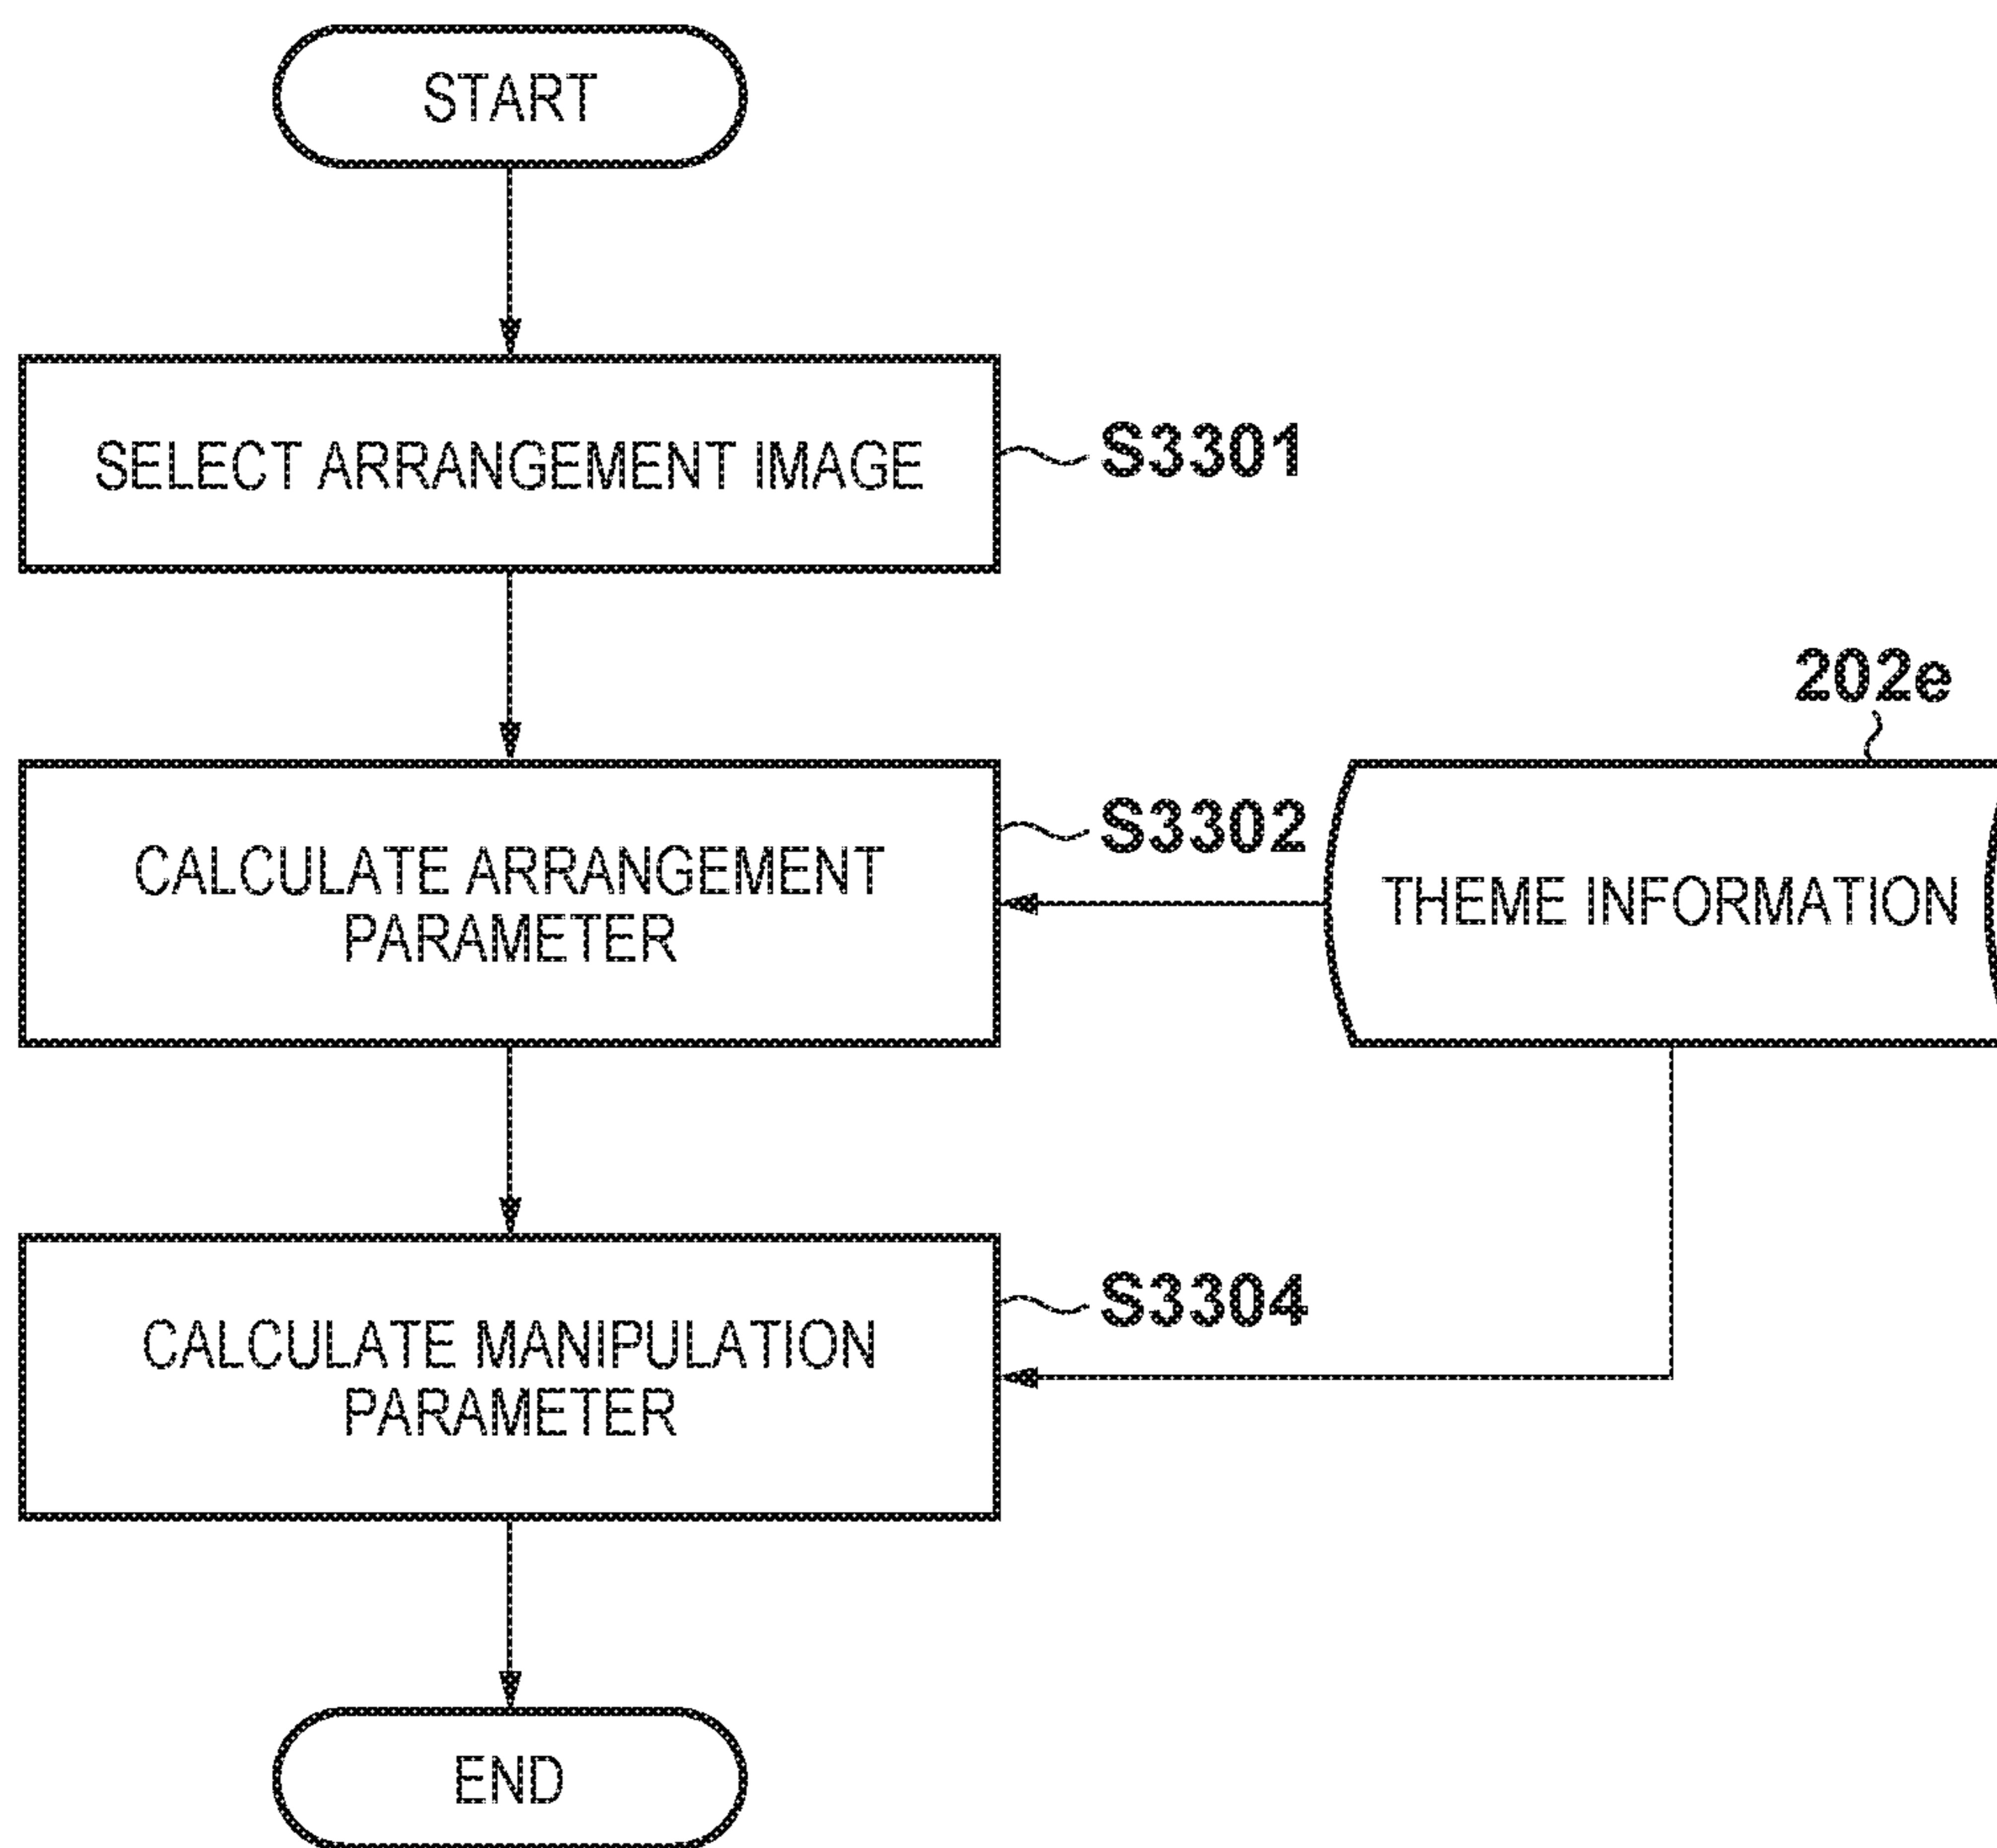 START
SELECT ARRANGEMENT IMAGE
S3301
202e
CALCULATE ARRANGEMENT
PARAMETER
S3302
THEME INFORMATION
CALCULATE MANIPULATION
PARAMETER
S3304
END